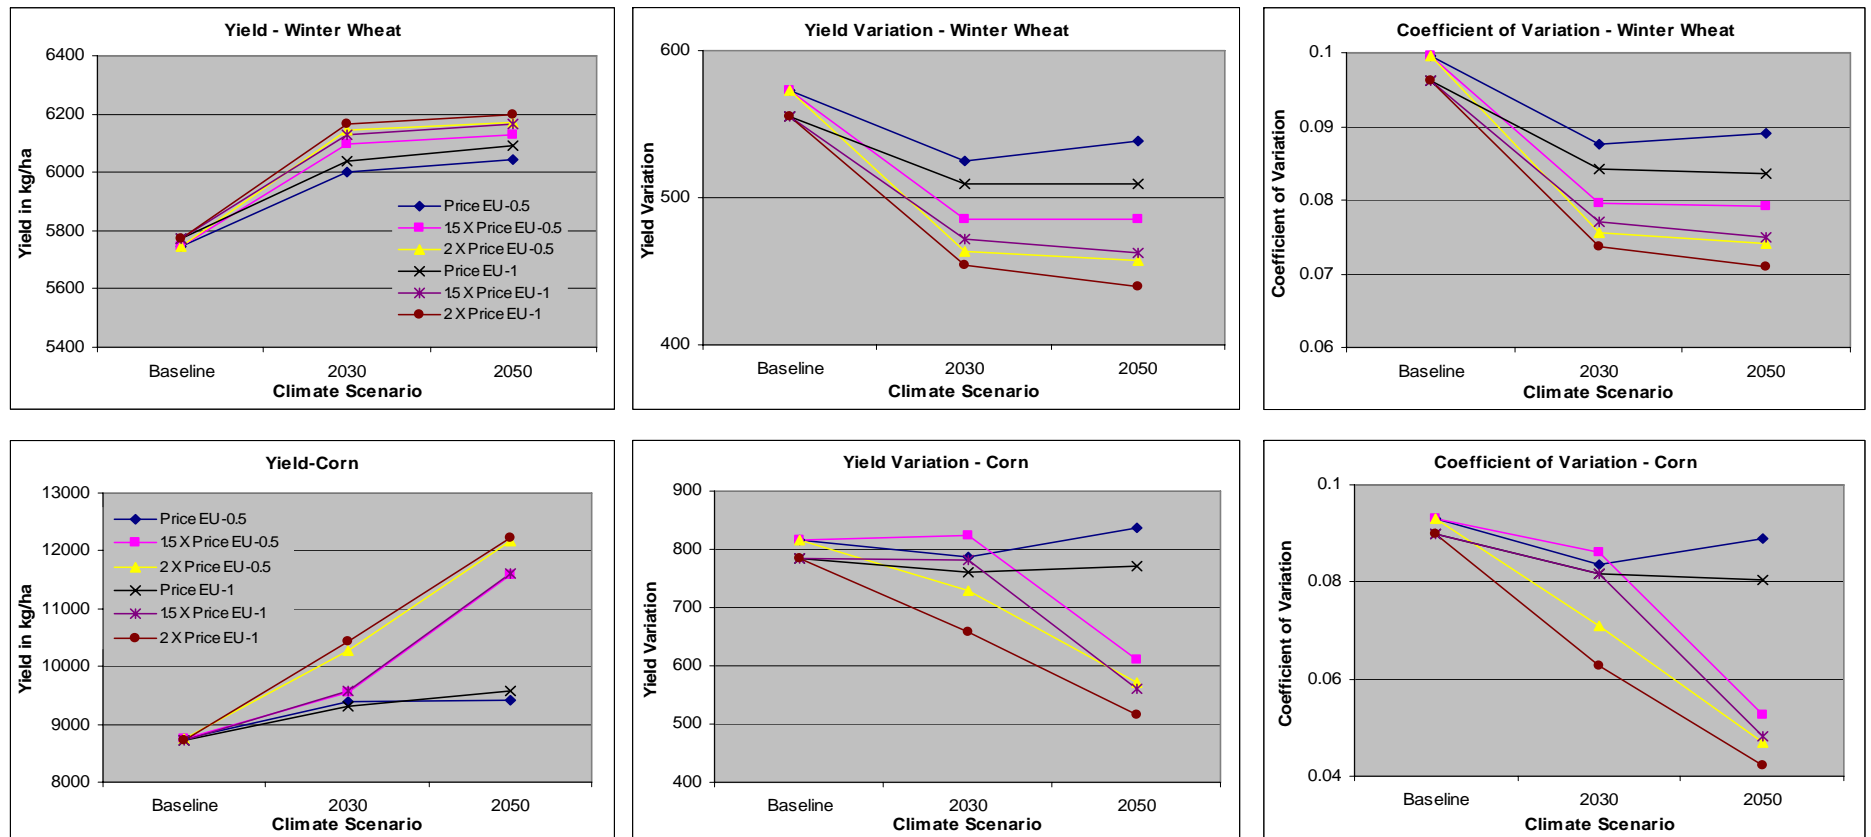 Yield - Winter Wheat
6400
6200
6000
5800
5600
5400
Yield in kg/ha
Price EU-0.5
1.5 X Price EU-0.5
2 X Price EU-0.5
Price EU-1
1.5 X Price EU-1
2 X Price EU-1
Baseline 2030 2050
Climate Scenario
Yield Variation - Winter Wheat
600
500
400
Yield Variation
Baseline 2030 2050
Climate Scenario
Coefficient of Variation - Winter Wheat
0.1
0.09
0.08
0.07
0.06
Coefficient of Variation
Baseline 2030 2050
Climate Scenario
Yield-Corn
13000
12000
11000
10000
9000
8000
Yield in kg/ha
Price EU-0.5
1.5 X Price EU-0.5
2 X Price EU-0.5
Price EU-1
1.5 X Price EU-1
2 X Price EU-1
Baseline 2030 2050
Climate Scenario
Yield Variation - Corn
900
800
700
600
500
400
Yield Variation
Baseline 2030 2050
Climate Scenario
Coefficient of Variation - Corn
0.1
0.08
0.06
0.04
Coefficient of Variation
Baseline 2030 2050
Climate Scenario